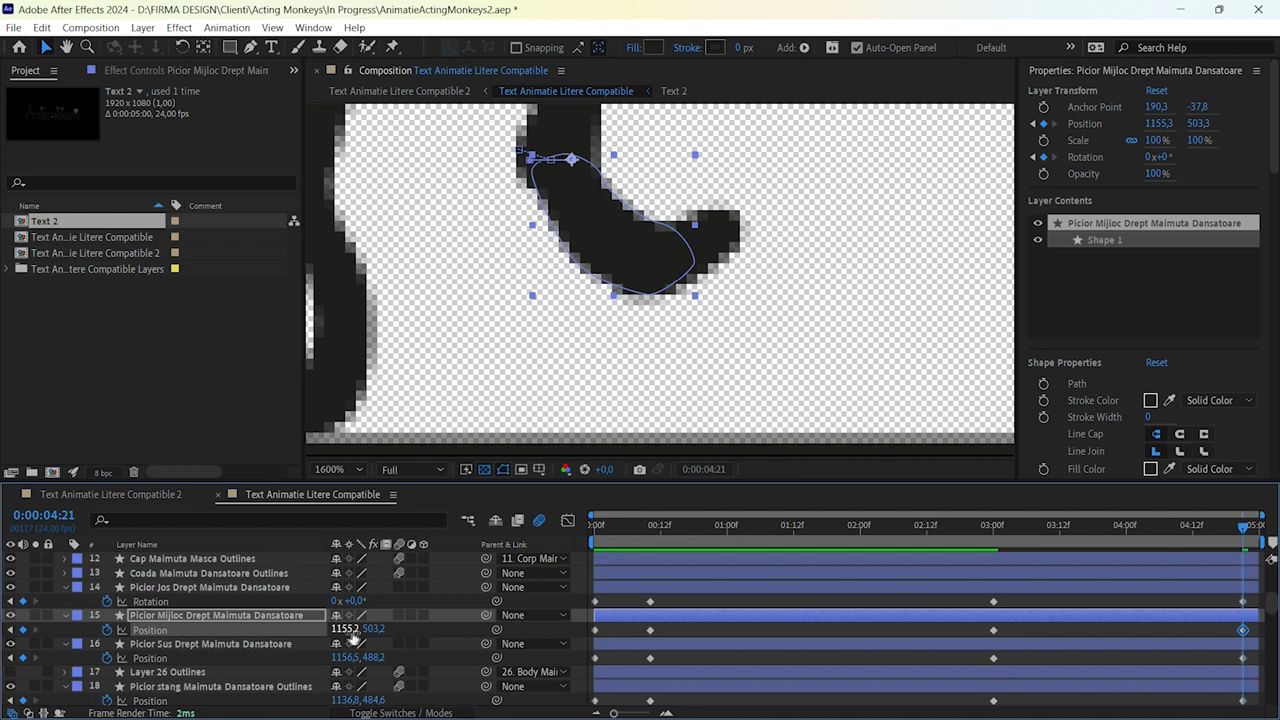 Adobe After Effects 2024 - D:\FIRMA DESIGN\Clienti\Acting Monkeys\In Progress\AnimatieActingMonkeys2.aep *
File Edit Composition Layer Effect Animation View Window Help
Snapping Fill: Stroke: 0 px Add: Auto-Open Panel Default Search Help
Project Effect Controls Picior Mijloc Drept Maim
Text 2 , used 1 time
1920 x 1080 (1,00)
Δ 0:00:05:00, 24,00 fps
Name Comment
Text 2
Text An...ie Litere Compatible
Text An...ie Litere Compatible 2
Text An...tere Compatible Layers
8 bpc
Composition Text Animatie Litere Compatible
Text Animatie Litere Compatible 2 Text Animatie Litere Compatible Text 2
1600% Full +0,0 0:00:04:21
Properties: Picior Mijloc Drept Maimuta Dansatoare
Layer Transform Reset
Anchor Point 190,3 -37,8
Position 1155,3 503,3
Scale 100% 100%
Rotation 0x+0°
Opacity 100%
Layer Contents
Picior Mijloc Drept Maimuta Dansatoare
Shape 1
Shape Properties Reset
Path
Stroke Color Solid Color
Stroke Width 0
Line Cap
Line Join
Fill Color Solid Color
Text Animatie Litere Compatible 2 Text Animatie Litere Compatible
0:00:04:21
00117 (24.00 fps)
# Layer Name Parent & Link
:00f 00:12f 01:00f 01:12f 02:00f 02:12f 03:00f 03:12f 04:00f 04:12f 05:00
12 Cap Maimuta Masca Outlines 11. Corp Mair
13 Coada Maimuta Dansatoare Outlines None
14 Picior Jos Drept Maimuta Dansatoare None
Rotation 0x+0,0°
15 Picior Mijloc Drept Maimuta Dansatoare None
Position 1155,2,503,2
16 Picior Sus Drept Maimuta Dansatoare None
Position 1156,5,488,2
17 Layer 26 Outlines 26. Body Mair
18 Picior stang Maimuta Dansatoare Outlines None
Position 1136,8,484,6
Frame Render Time: 2ms Toggle Switches / Modes